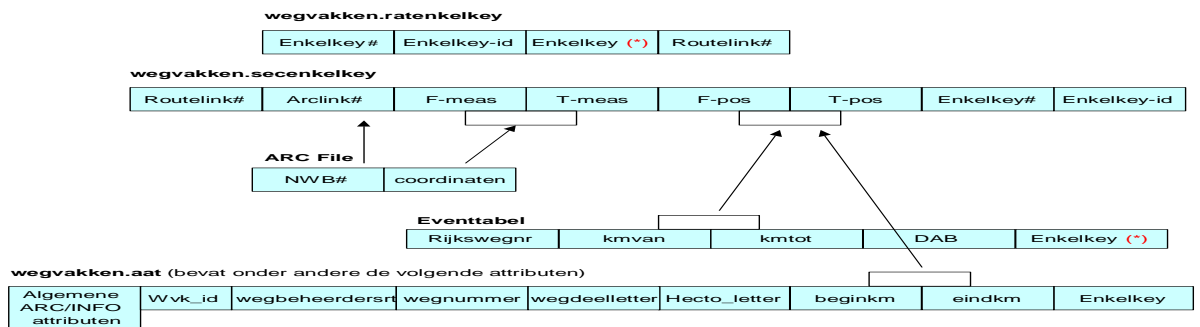 wegvakken.ratenkelkey
Enkelkey# Enkelkey-id Enkelkey (*) Routelink#
wegvakken.secenkelkey
Routelink# Arclink# F-meas T-meas F-pos T-pos Enkelkey# Enkelkey-id
ARC File
NWB# coordinaten
Eventtabel
Rijkswegnr kmvan kmtot DAB Enkelkey (*)
wegvakken.aat (bevat onder andere de volgende attributen)
Algemene
ARC/INFO
attributen
Wvk_id wegbeheerdersrt wegnummer wegdeelletter Hecto_letter beginkm eindkm Enkelkey